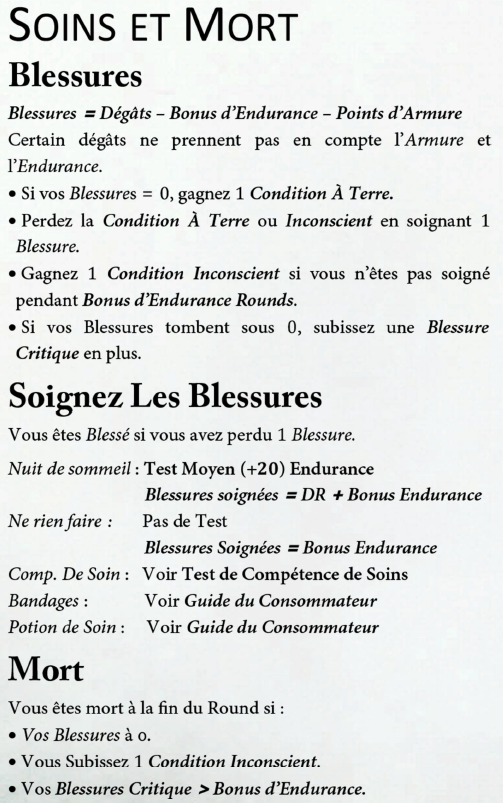 SOINS ET MORT
Blessures
Blessures = Dégâts – Bonus d'Endurance – Points d'Armure
Certain dégâts ne prennent pas en compte l'Armure et
l'Endurance.
• Si vos Blessures = 0, gagnez 1 Condition À Terre.
• Perdez la Condition À Terre ou Inconscient en soignant 1
Blessure.
• Gagnez 1 Condition Inconscient si vous n'êtes pas soigné
pendant Bonus d'Endurance Rounds.
• Si vos Blessures tombent sous 0, subissez une Blessure
Critique en plus.
Soignez Les Blessures
Vous êtes Blessé si vous avez perdu 1 Blessure.
Nuit de sommeil : Test Moyen (+20) Endurance
Blessures soignées = DR + Bonus Endurance
Ne rien faire : Pas de Test
Blessures Soignées = Bonus Endurance
Comp. De Soin : Voir Test de Compétence de Soins
Bandages : Voir Guide du Consommateur
Potion de Soin : Voir Guide du Consommateur
Mort
Vous êtes mort à la fin du Round si :
• Vos Blessures à 0.
• Vous Subissez 1 Condition Inconscient.
• Vos Blessures Critique > Bonus d'Endurance.